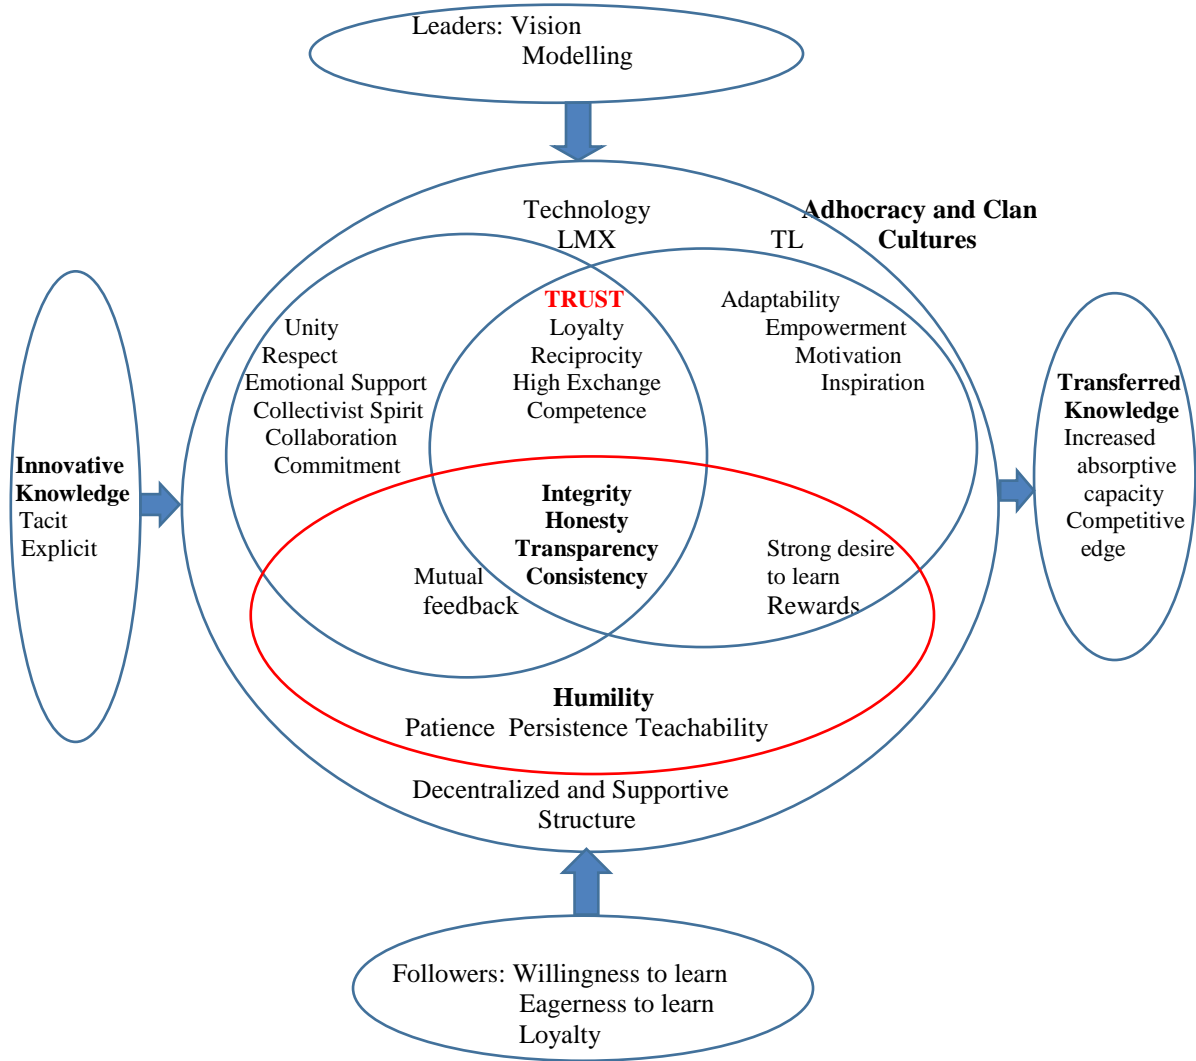 Leaders: Vision
Modelling
Technology
LMX
TL
Adhocracy and Clan
Cultures
TRUST
Loyalty
Reciprocity
High Exchange
Competence
Unity
Respect
Emotional Support
Collectivist Spirit
Collaboration
Commitment
Adaptability
Empowerment
Motivation
Inspiration
Innovative
Knowledge
Tacit
Explicit
Transferred
Knowledge
Increased
absorptive
capacity
Competitive
edge
Integrity
Honesty
Transparency
Consistency
Mutual
feedback
Strong desire
to learn
Rewards
Humility
Patience Persistence Teachability
Decentralized and Supportive
Structure
Followers: Willingness to learn
Eagerness to learn
Loyalty